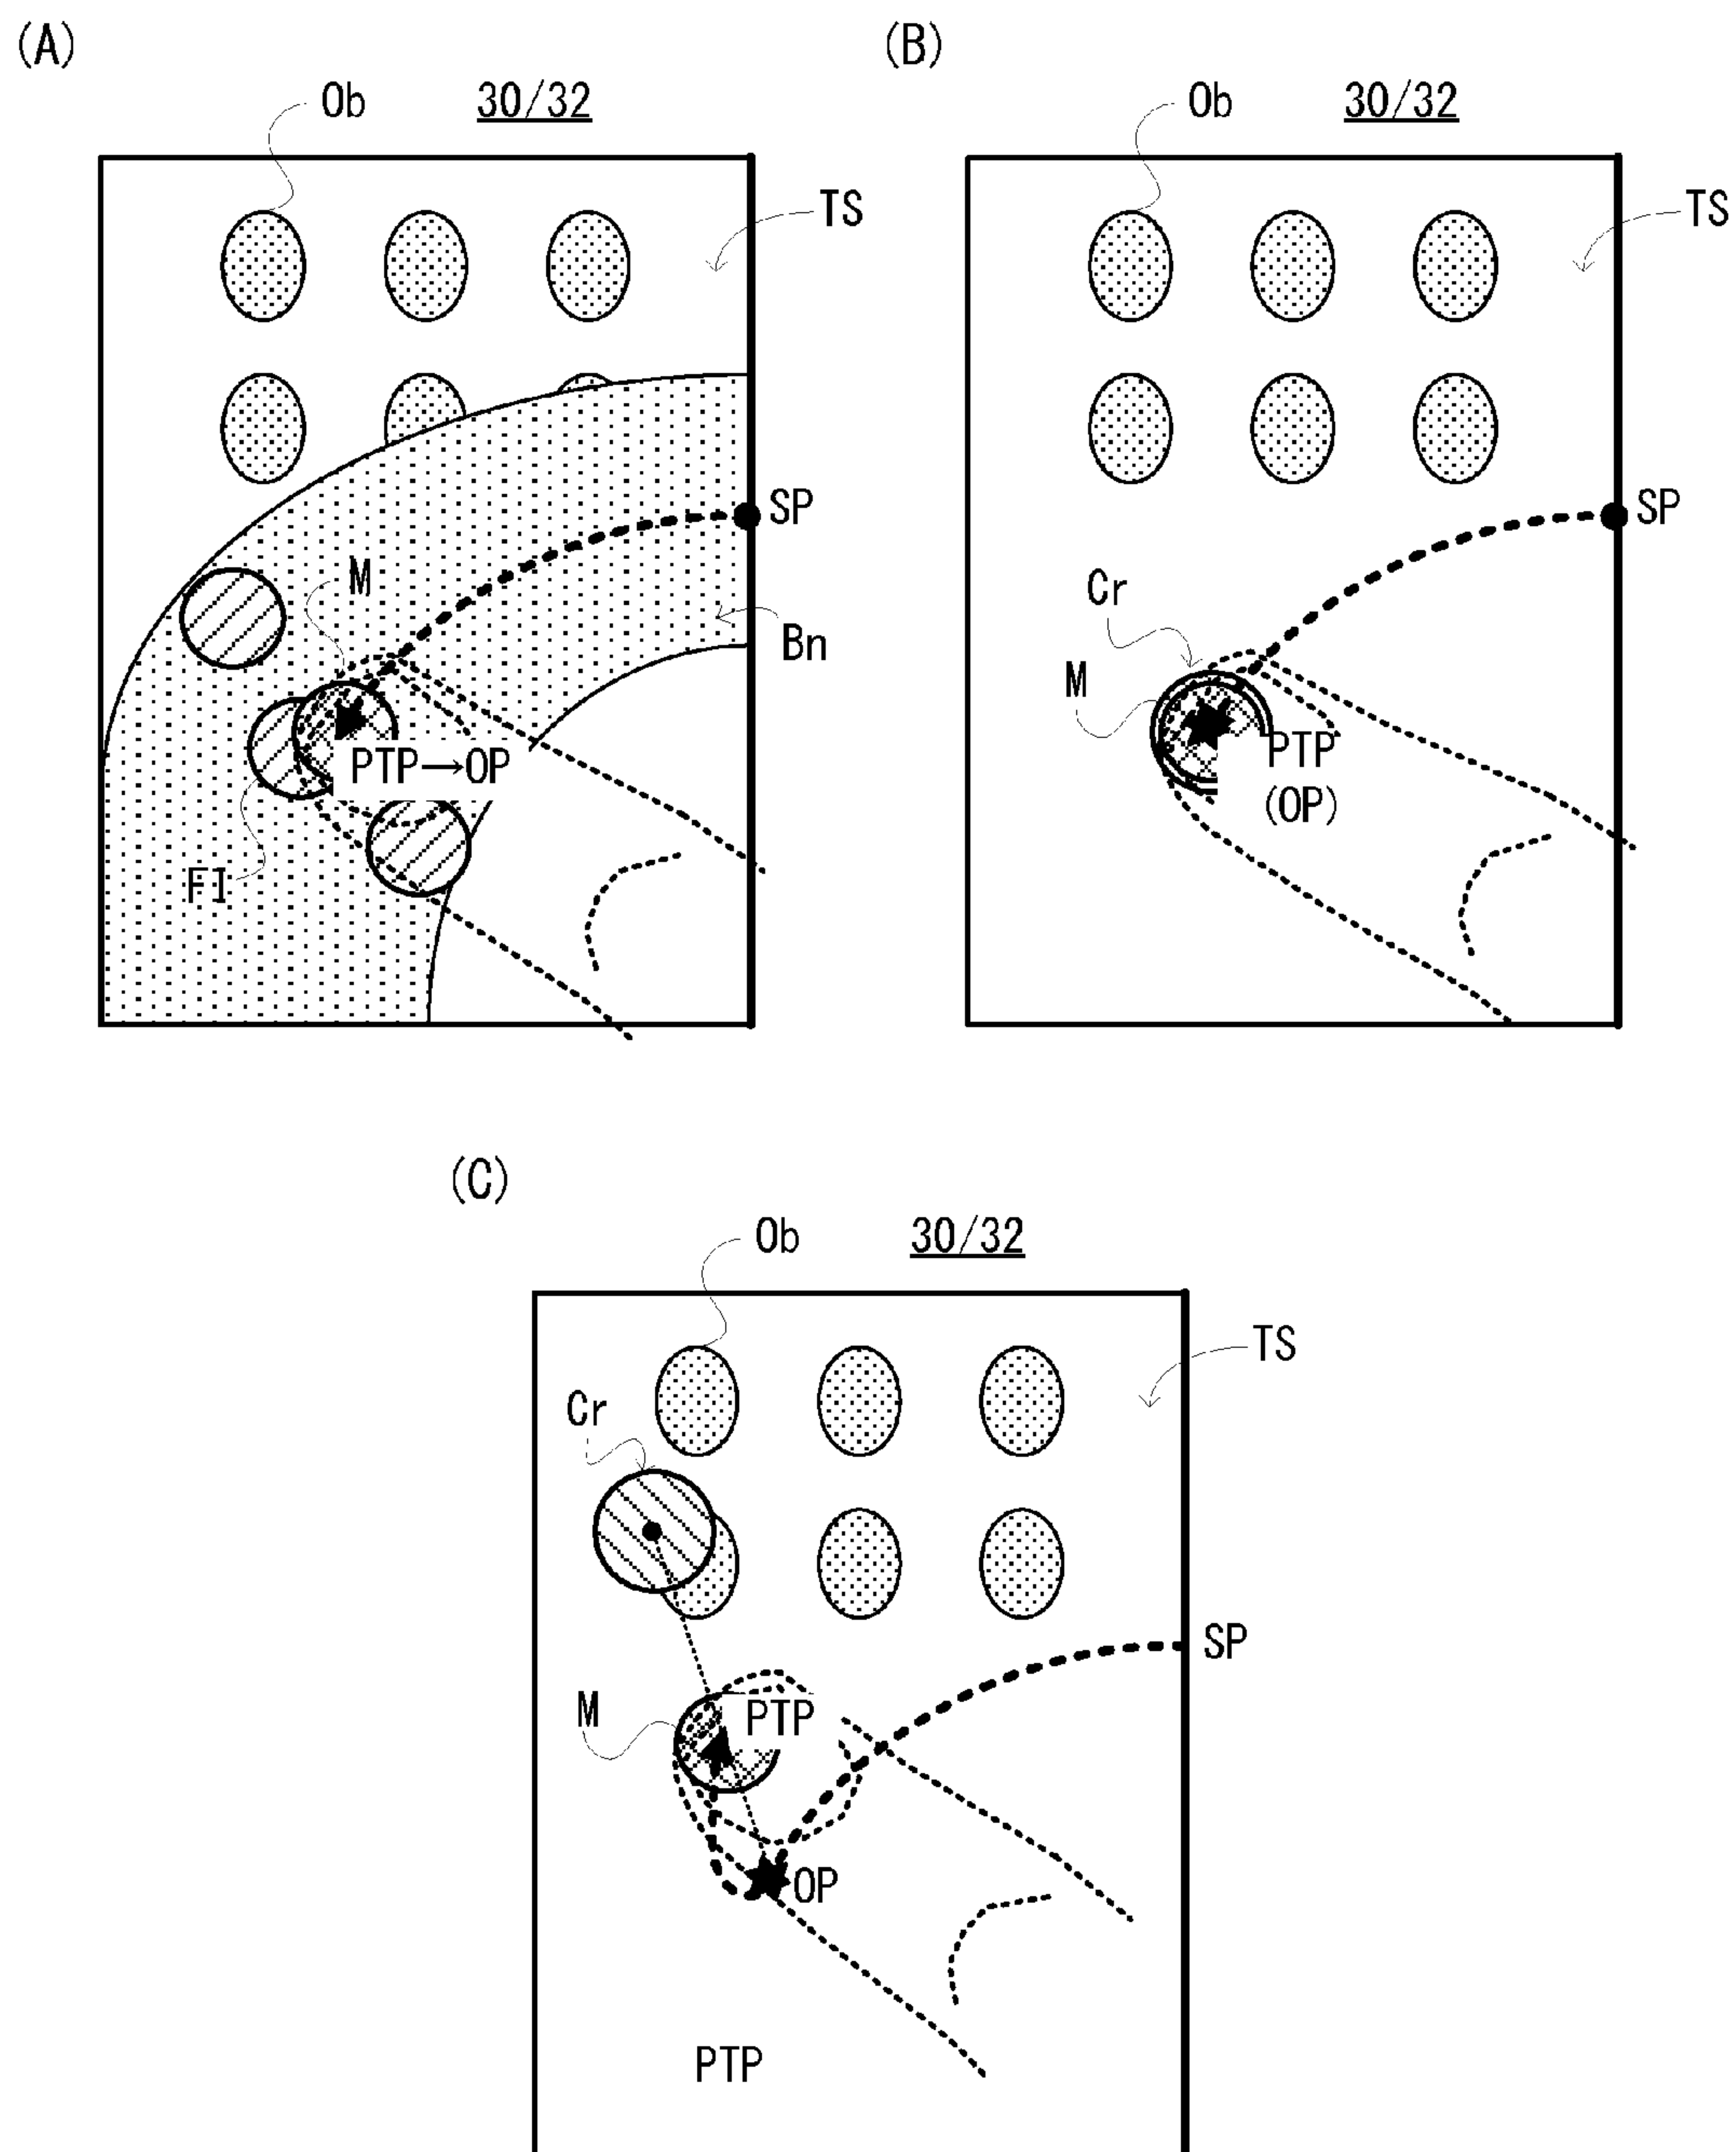 (A)
Ob 30/32
TS
SP
M
Bn
PTP→OP
FI
(B)
Ob 30/32
TS
SP
Cr
M
PTP
(OP)
(C)
Ob 30/32
TS
Cr
SP
M
PTP
OP
PTP